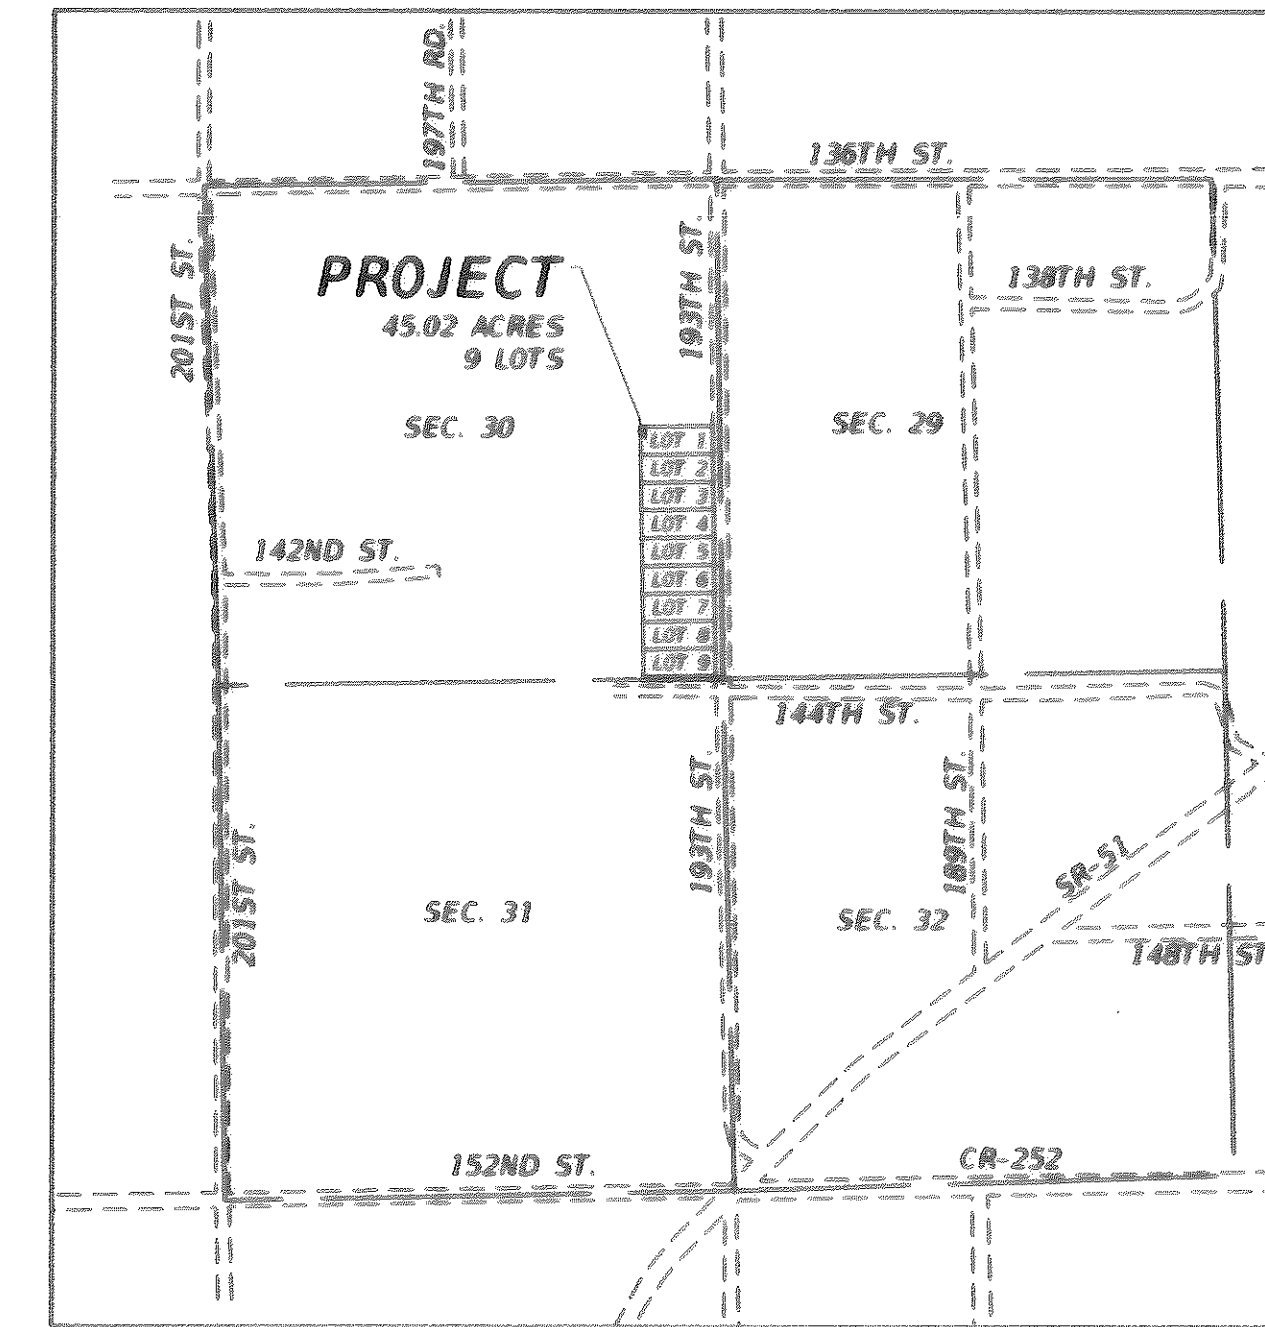 197TH RD.
136TH ST.
201ST ST.
193TH ST.
138TH ST.
PROJECT
45.02 ACRES
9 LOTS
SEC. 30
SEC. 29
LOT 1
LOT 2
LOT 3
LOT 4
LOT 5
LOT 6
LOT 7
LOT 8
LOT 9
142ND ST.
144TH ST.
193TH ST.
189TH ST.
201ST ST.
SR-51
SEC. 31
SEC. 32
148TH ST
152ND ST.
CR-252